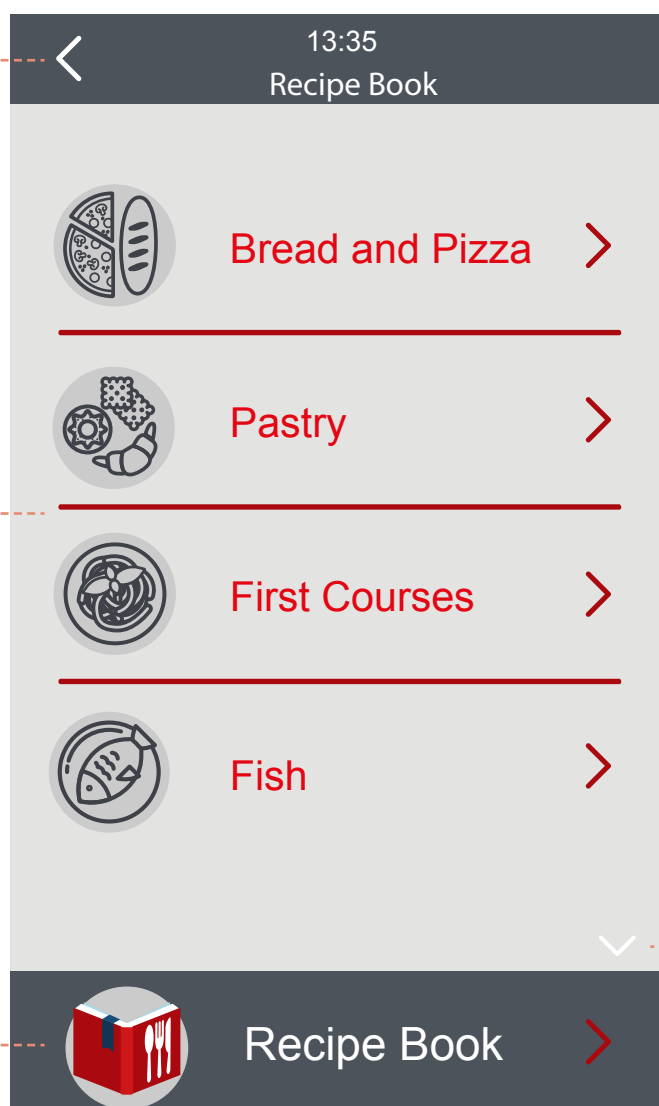 13:35
Recipe Book
Bread and Pizza
Pastry
First Courses
Fish
Recipe Book